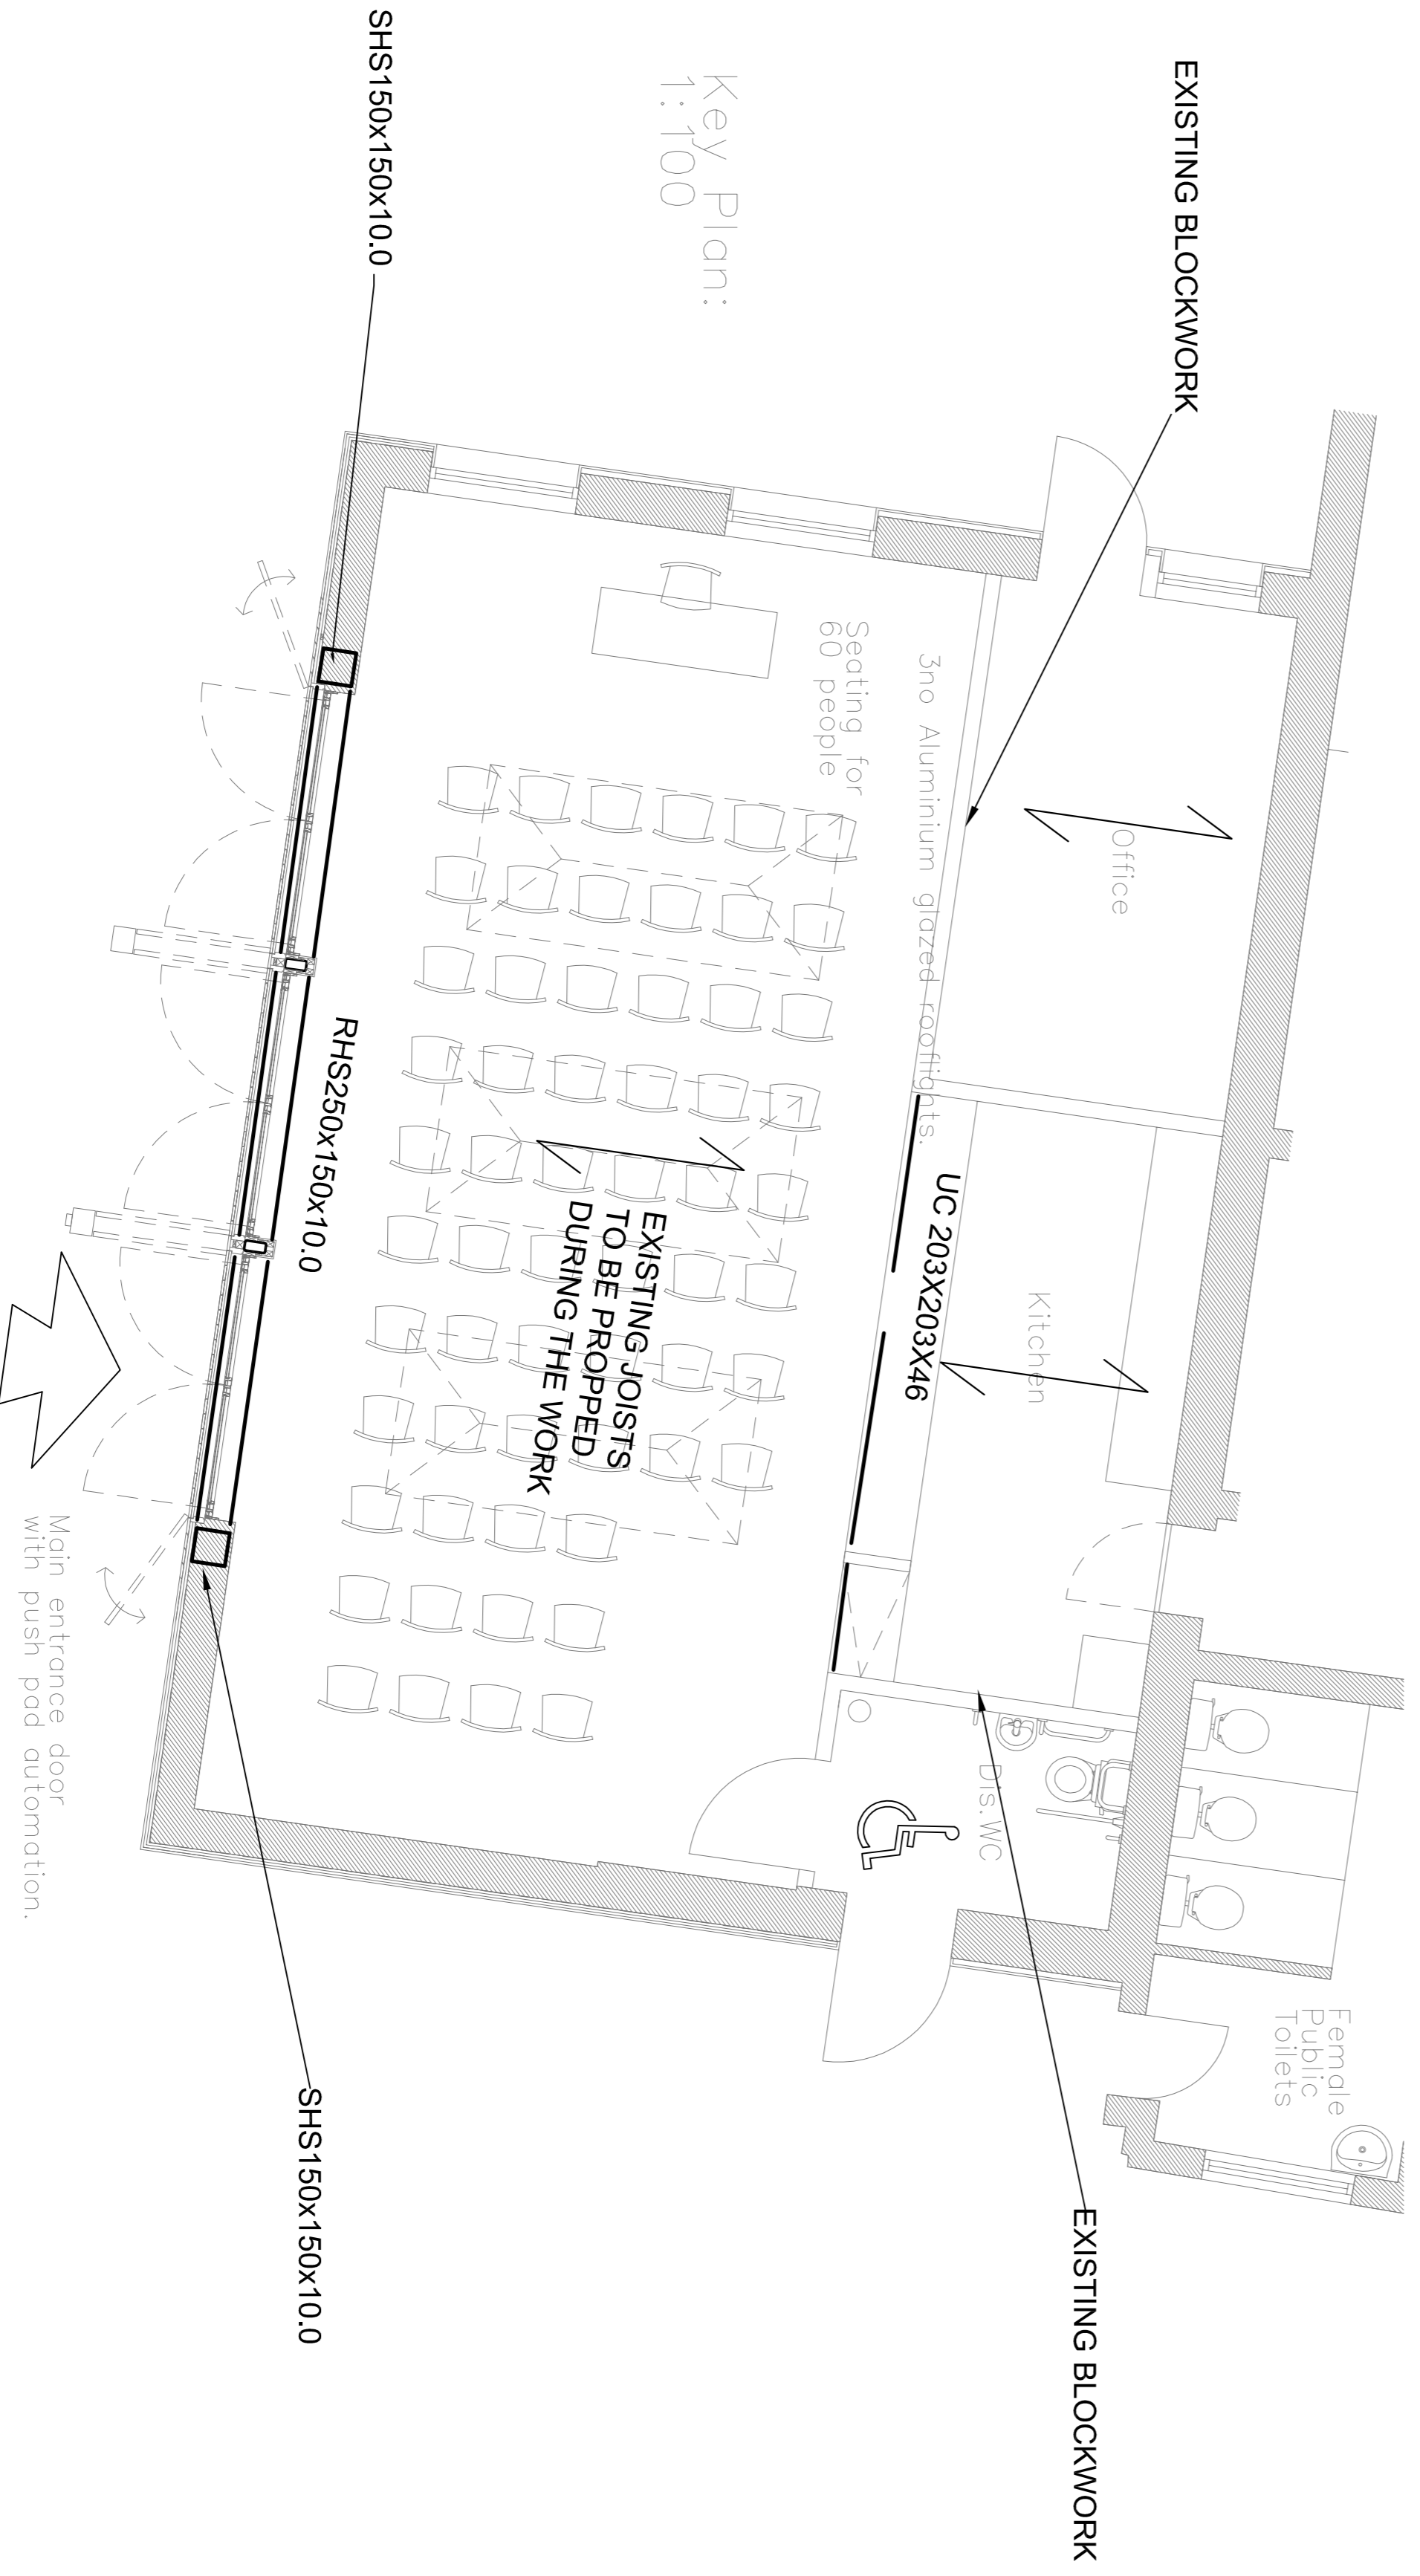 EXISTING BLOCKWORK
Female
Public
Toilets
Office
Kitchen
Dis.WC
EXISTING BLOCKWORK
3no Aluminium glazed rooflights.
UC 203X203X46
Seating for
60 people
Key Plan:
1:100
EXISTING JOISTS
TO BE PROPPED
DURING THE WORK
SHS150x150x10.0
RHS250x150x10.0
SHS150x150x10.0
Main entrance door
with push pad automation.